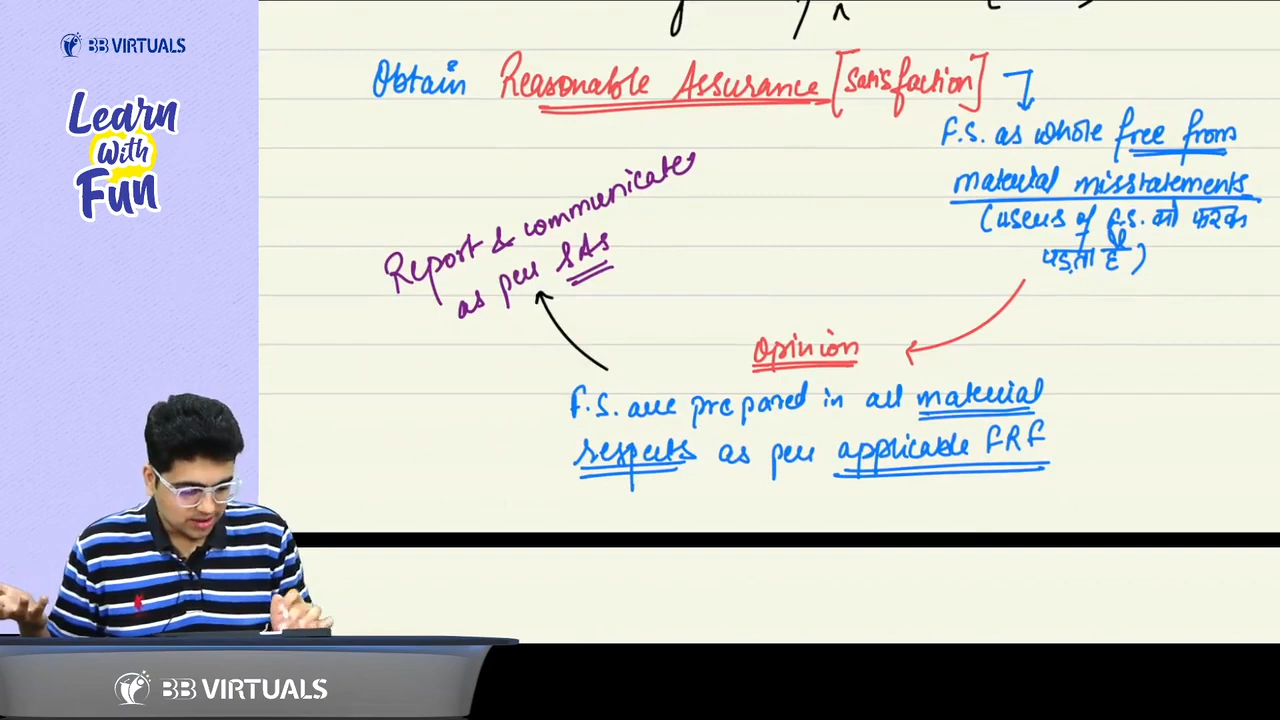 BB VIRTUALS
Learn
with
Fun
Obtain Reasonable Assurance [Satisfaction]
F.S. as whole free from
material misstatements
(users of F.S. को फरक
पड़ता है)
Report & communicate
as per SAs
Opinion
F.S. are prepared in all material
respects as per applicable FRF
BB VIRTUALS